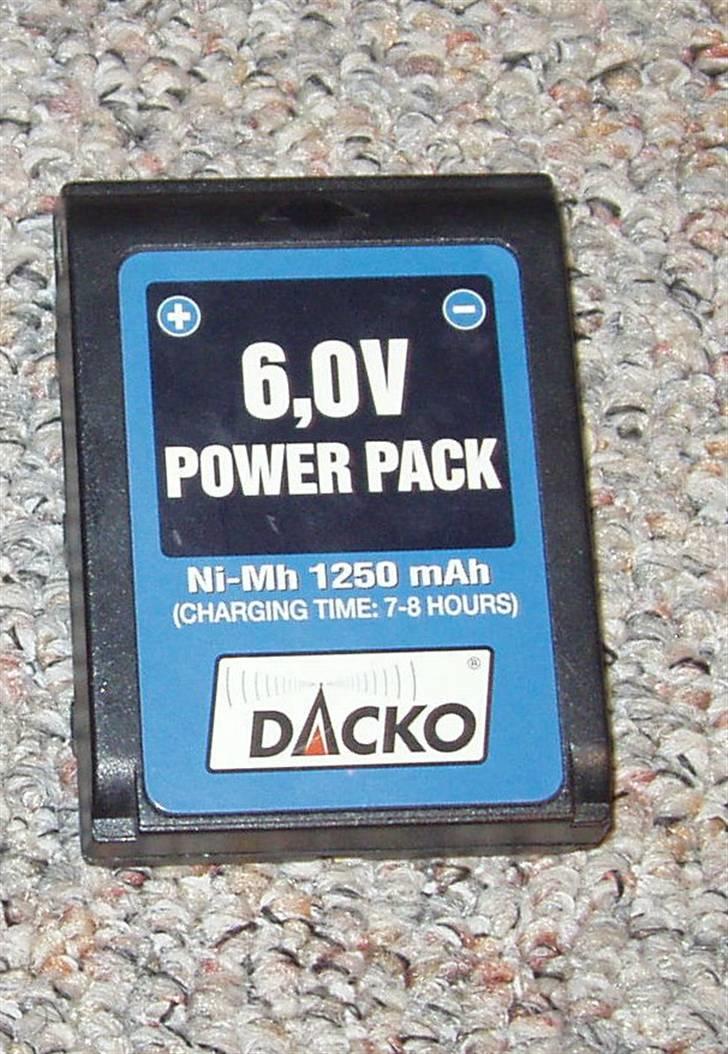 + -
6,0V
POWER PACK
Ni-Mh 1250 mAh
(CHARGING TIME: 7-8 HOURS)
®
DACKO